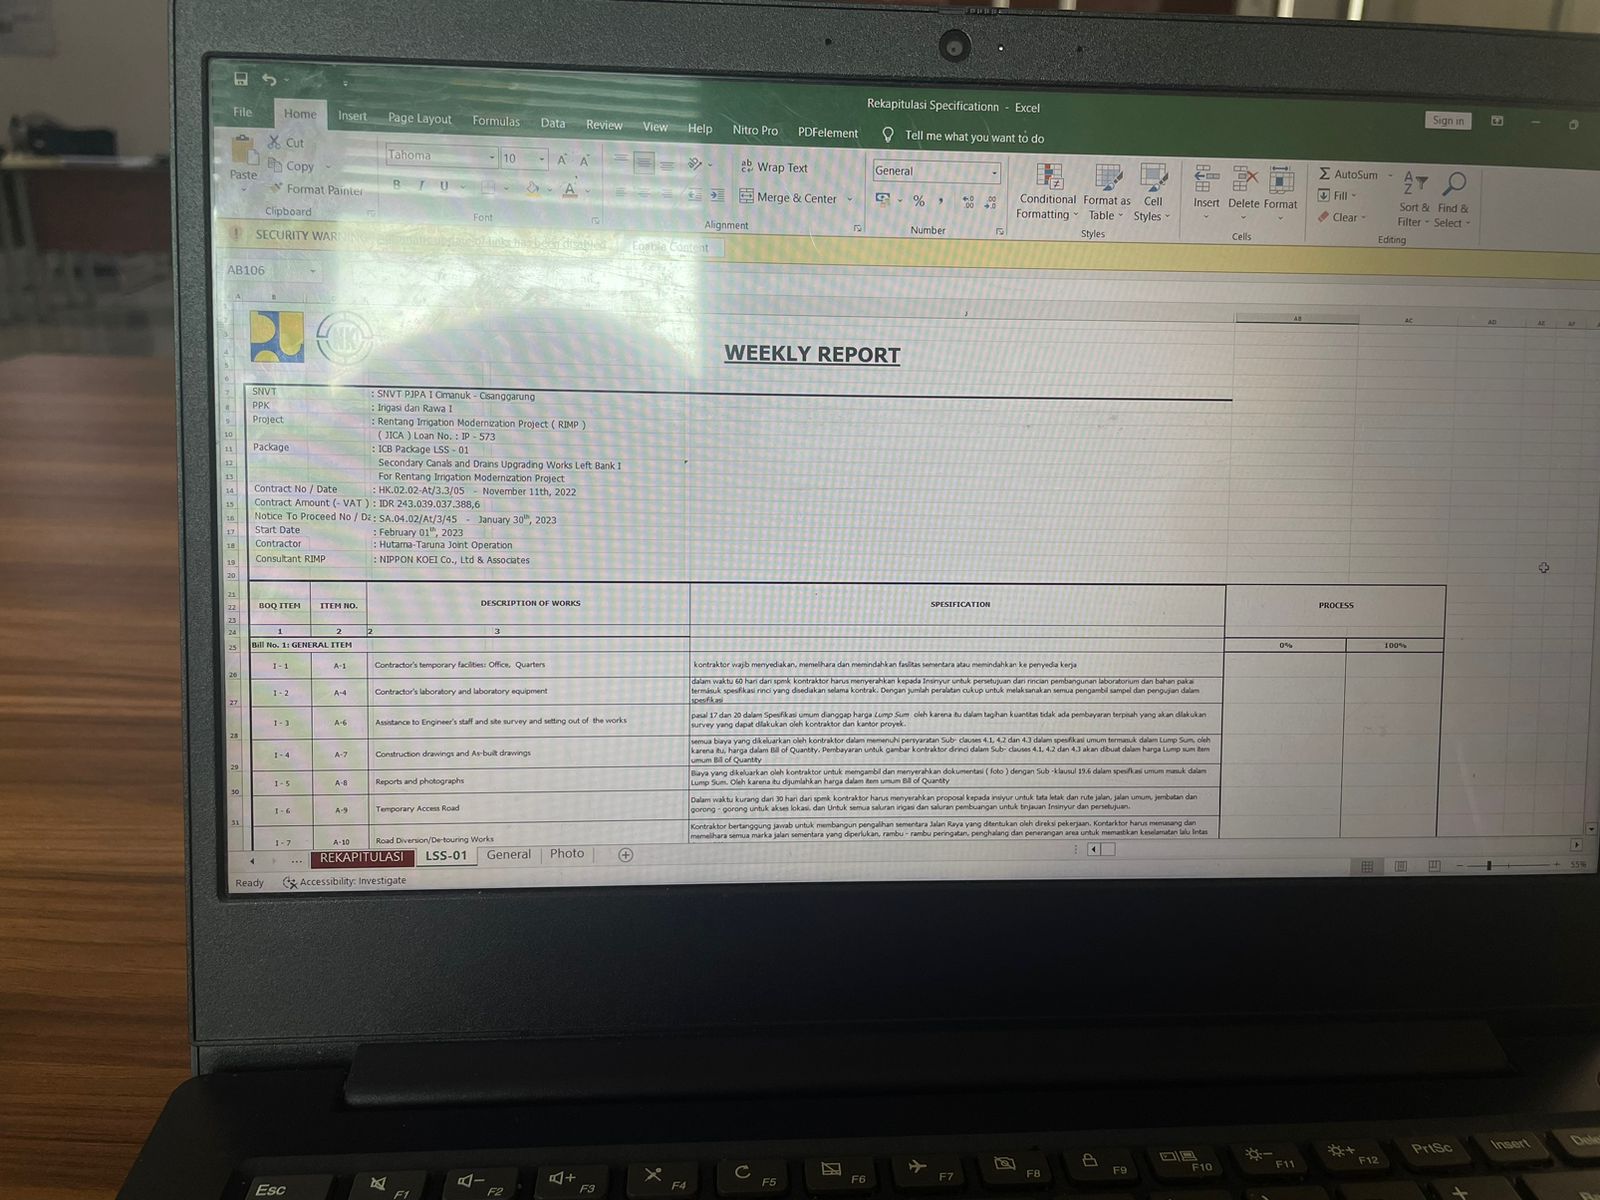 Rekapitulasi Specificationn - Excel
Sign in
File Home Insert Page Layout Formulas Data Review View Help Nitro Pro PDFelement Tell me what you want to do
Paste
Cut
Copy
Format Painter
Clipboard
Tahoma 10
B I U
Font
Wrap Text
Merge & Center
Alignment
General
Number
Conditional Formatting
Format as Table
Cell Styles
Styles
Insert Delete Format
Cells
AutoSum
Fill
Clear
Sort & Filter
Find & Select
Editing
SECURITY WARNING
Enable Content
AB106
WEEKLY REPORT
SNVT : SNVT PJPA I Cimanuk - Cisanggarung
PPK : Irigasi dan Rawa I
Project : Rentang Irrigation Modernization Project ( RIMP )
( JICA ) Loan No. : IP - 573
Package : ICB Package LSS - 01
Secondary Canals and Drains Upgrading Works Left Bank I
For Rentang Irrigation Modernization Project
Contract No / Date : HK.02.02-At/3.3/05 - November 11th, 2022
Contract Amount (- VAT ) : IDR 243.039.037.388,6
Notice To Proceed No / Da: SA.04.02/At/3/45 - January 30th, 2023
Start Date : February 01th, 2023
Contractor : Hutama-Taruna Joint Operation
Consultant RIMP : NIPPON KOEI Co., Ltd & Associates
BOQ ITEM ITEM NO. DESCRIPTION OF WORKS SPESIFICATION PROCESS
1 2 2 3
Bill No. 1: GENERAL ITEM 0% 100%
I - 1 A-1 Contractor's temporary facilities: Office, Quarters kontraktor wajib menyediakan, memelihara dan memindahkan fasilitas sementara atau memindahkan ke penyedia kerja
I - 2 A-4 Contractor's laboratory and laboratory equipment
dalam waktu 60 hari dari spmk kontraktor harus menyerahkan kepada Insinyur untuk persetujuan dari rincian pembangunan laboratorium dan bahan pakai
termasuk spesifikasi rinci yang disediakan selama kontrak. Dengan jumlah peralatan cukup untuk melaksanakan semua pengambil sampel dan pengujian dalam
spesifikasi
I - 3 A-6 Assistance to Engineer's staff and site survey and setting out of the works
pasal 17 dan 20 dalam Spesifikasi umum dianggap harga Lump Sum oleh karena itu dalam tagihan kuantitas tidak ada pembayaran terpisah yang akan dilakukan
survey yang dapat dilakukan oleh kontraktor dan kantor proyek.
I - 4 A-7 Construction drawings and As-built drawings
semua biaya yang dikeluarkan oleh kontraktor dalam memenuhi persyaratan Sub- clauses 4.1, 4.2 dan 4.3 dalam spesifikasi umum termasuk dalam Lump Sum, oleh
karena itu, harga dalam Bill of Quantity. Pembayaran untuk gambar kontraktor dirinci dalam Sub- clauses 4.1, 4.2 dan 4.3 akan dibuat dalam harga Lump sum item
umum Bill of Quantity
I - 5 A-8 Reports and photographs
Biaya yang dikeluarkan oleh kontraktor untuk memgambil dan menyerahkan dokumentasi ( foto ) dengan Sub -klausul 19.6 dalam spesifikasi umum masuk dalam
Lump Sum. Oleh karena itu dijumlahkan harga dalam item umum Bill of Quantity
I - 6 A-9 Temporary Access Road
Dalam waktu kurang dari 30 hari dari spmk kontraktor harus menyerahkan proposal kepada insiyur untuk tata letak dan rute jalan, jalan umum, jembatan dan
gorong - gorong untuk akses lokasi, dan Untuk semua saluran irigasi dan saluran pembuangan untuk tinjauan Insinyur dan persetujuan.
I - 7 A-10 Road Diversion/De-touring Works
Kontraktor bertanggung jawab untuk membangun pengalihan sementara Jalan Raya yang ditentukan oleh direksi pekerjaan. Kontarktor harus memasang dan
memelihara semua marka jalan sementara yang diperlukan, rambu - rambu peringatan, penghalang dan penerangan area untuk memastikan keselamatan lalu lintas
REKAPITULASI LSS-01 General Photo
Ready Accessibility: Investigate 55%
Esc F1 F2 F3 F4 F5 F6 F7 F8 F9 F10 F11 F12 PrtSc Insert